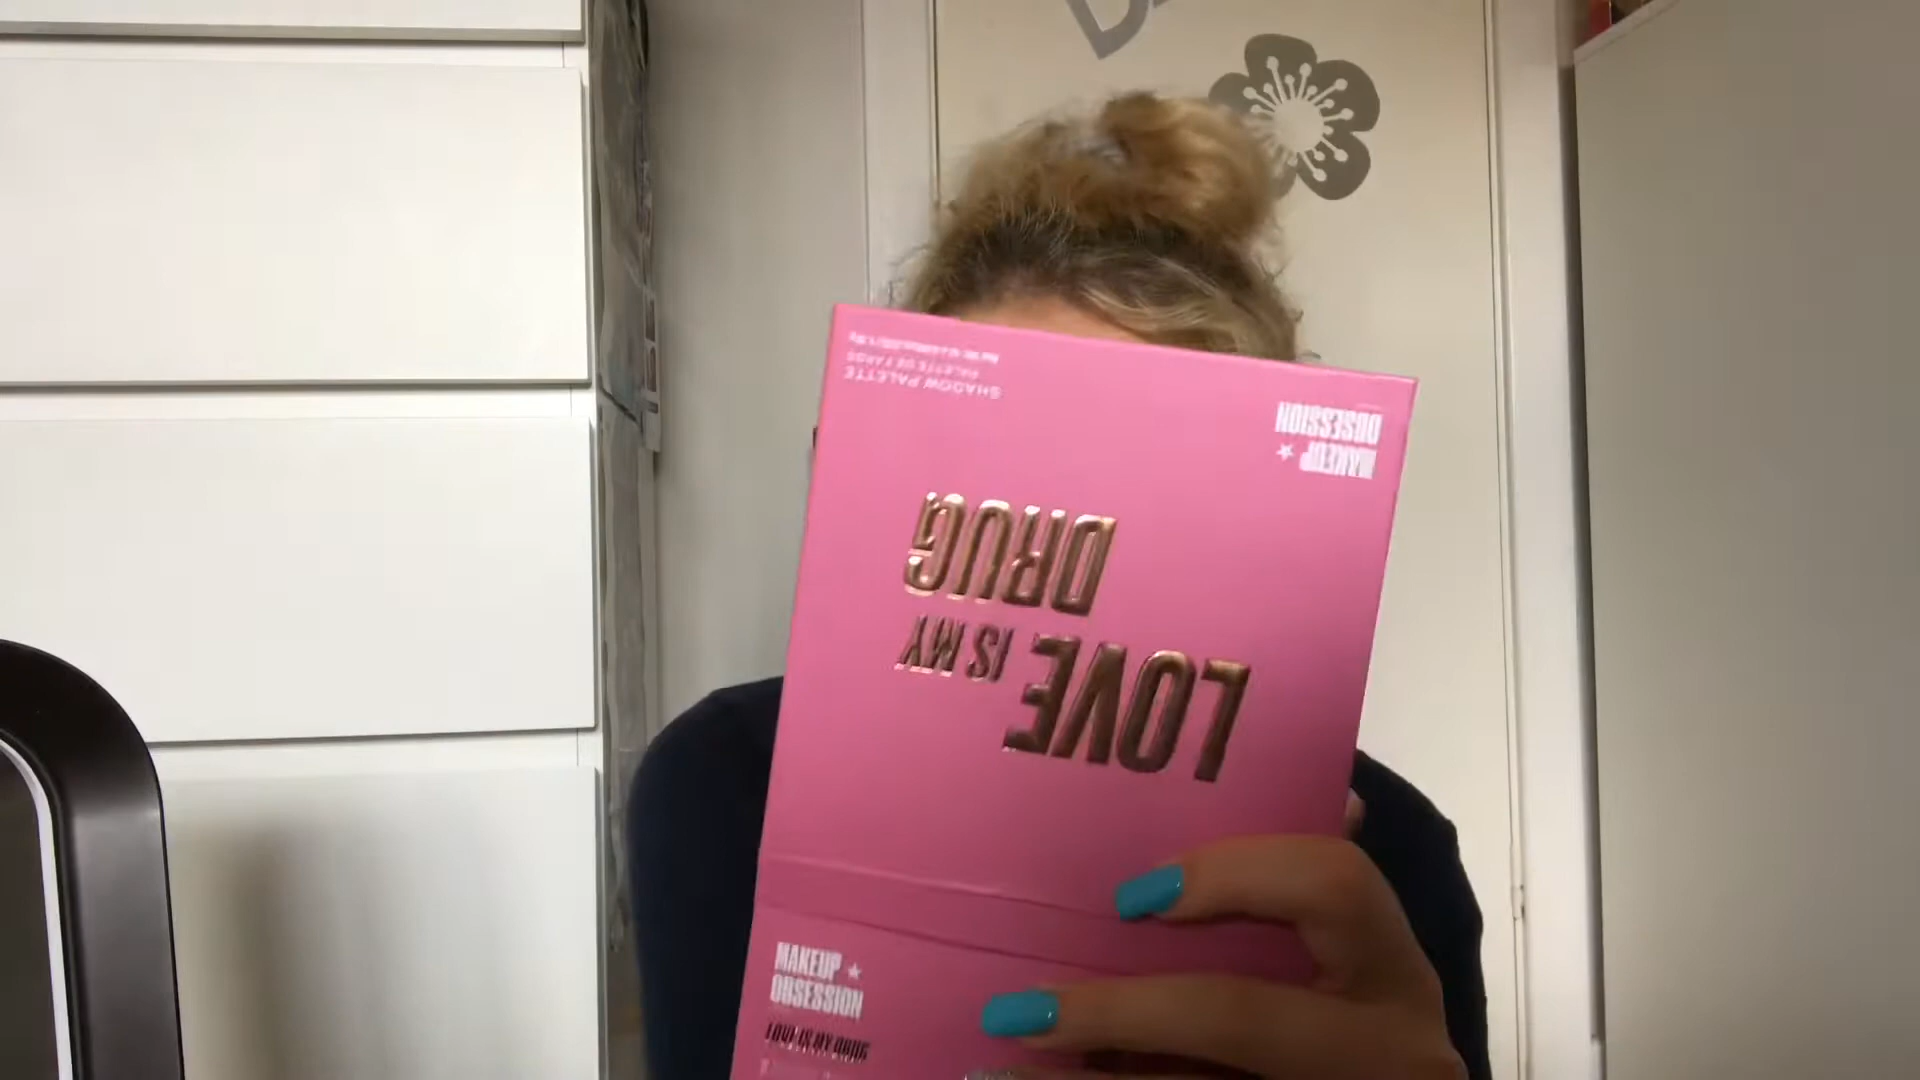 MAKEUP
OBSESSION
LOVE IS MY
DRUG
SHADOW PALETTE
PALETTE DE FARDS
MAKEUP
OBSESSION
LOVE IS MY DRUG